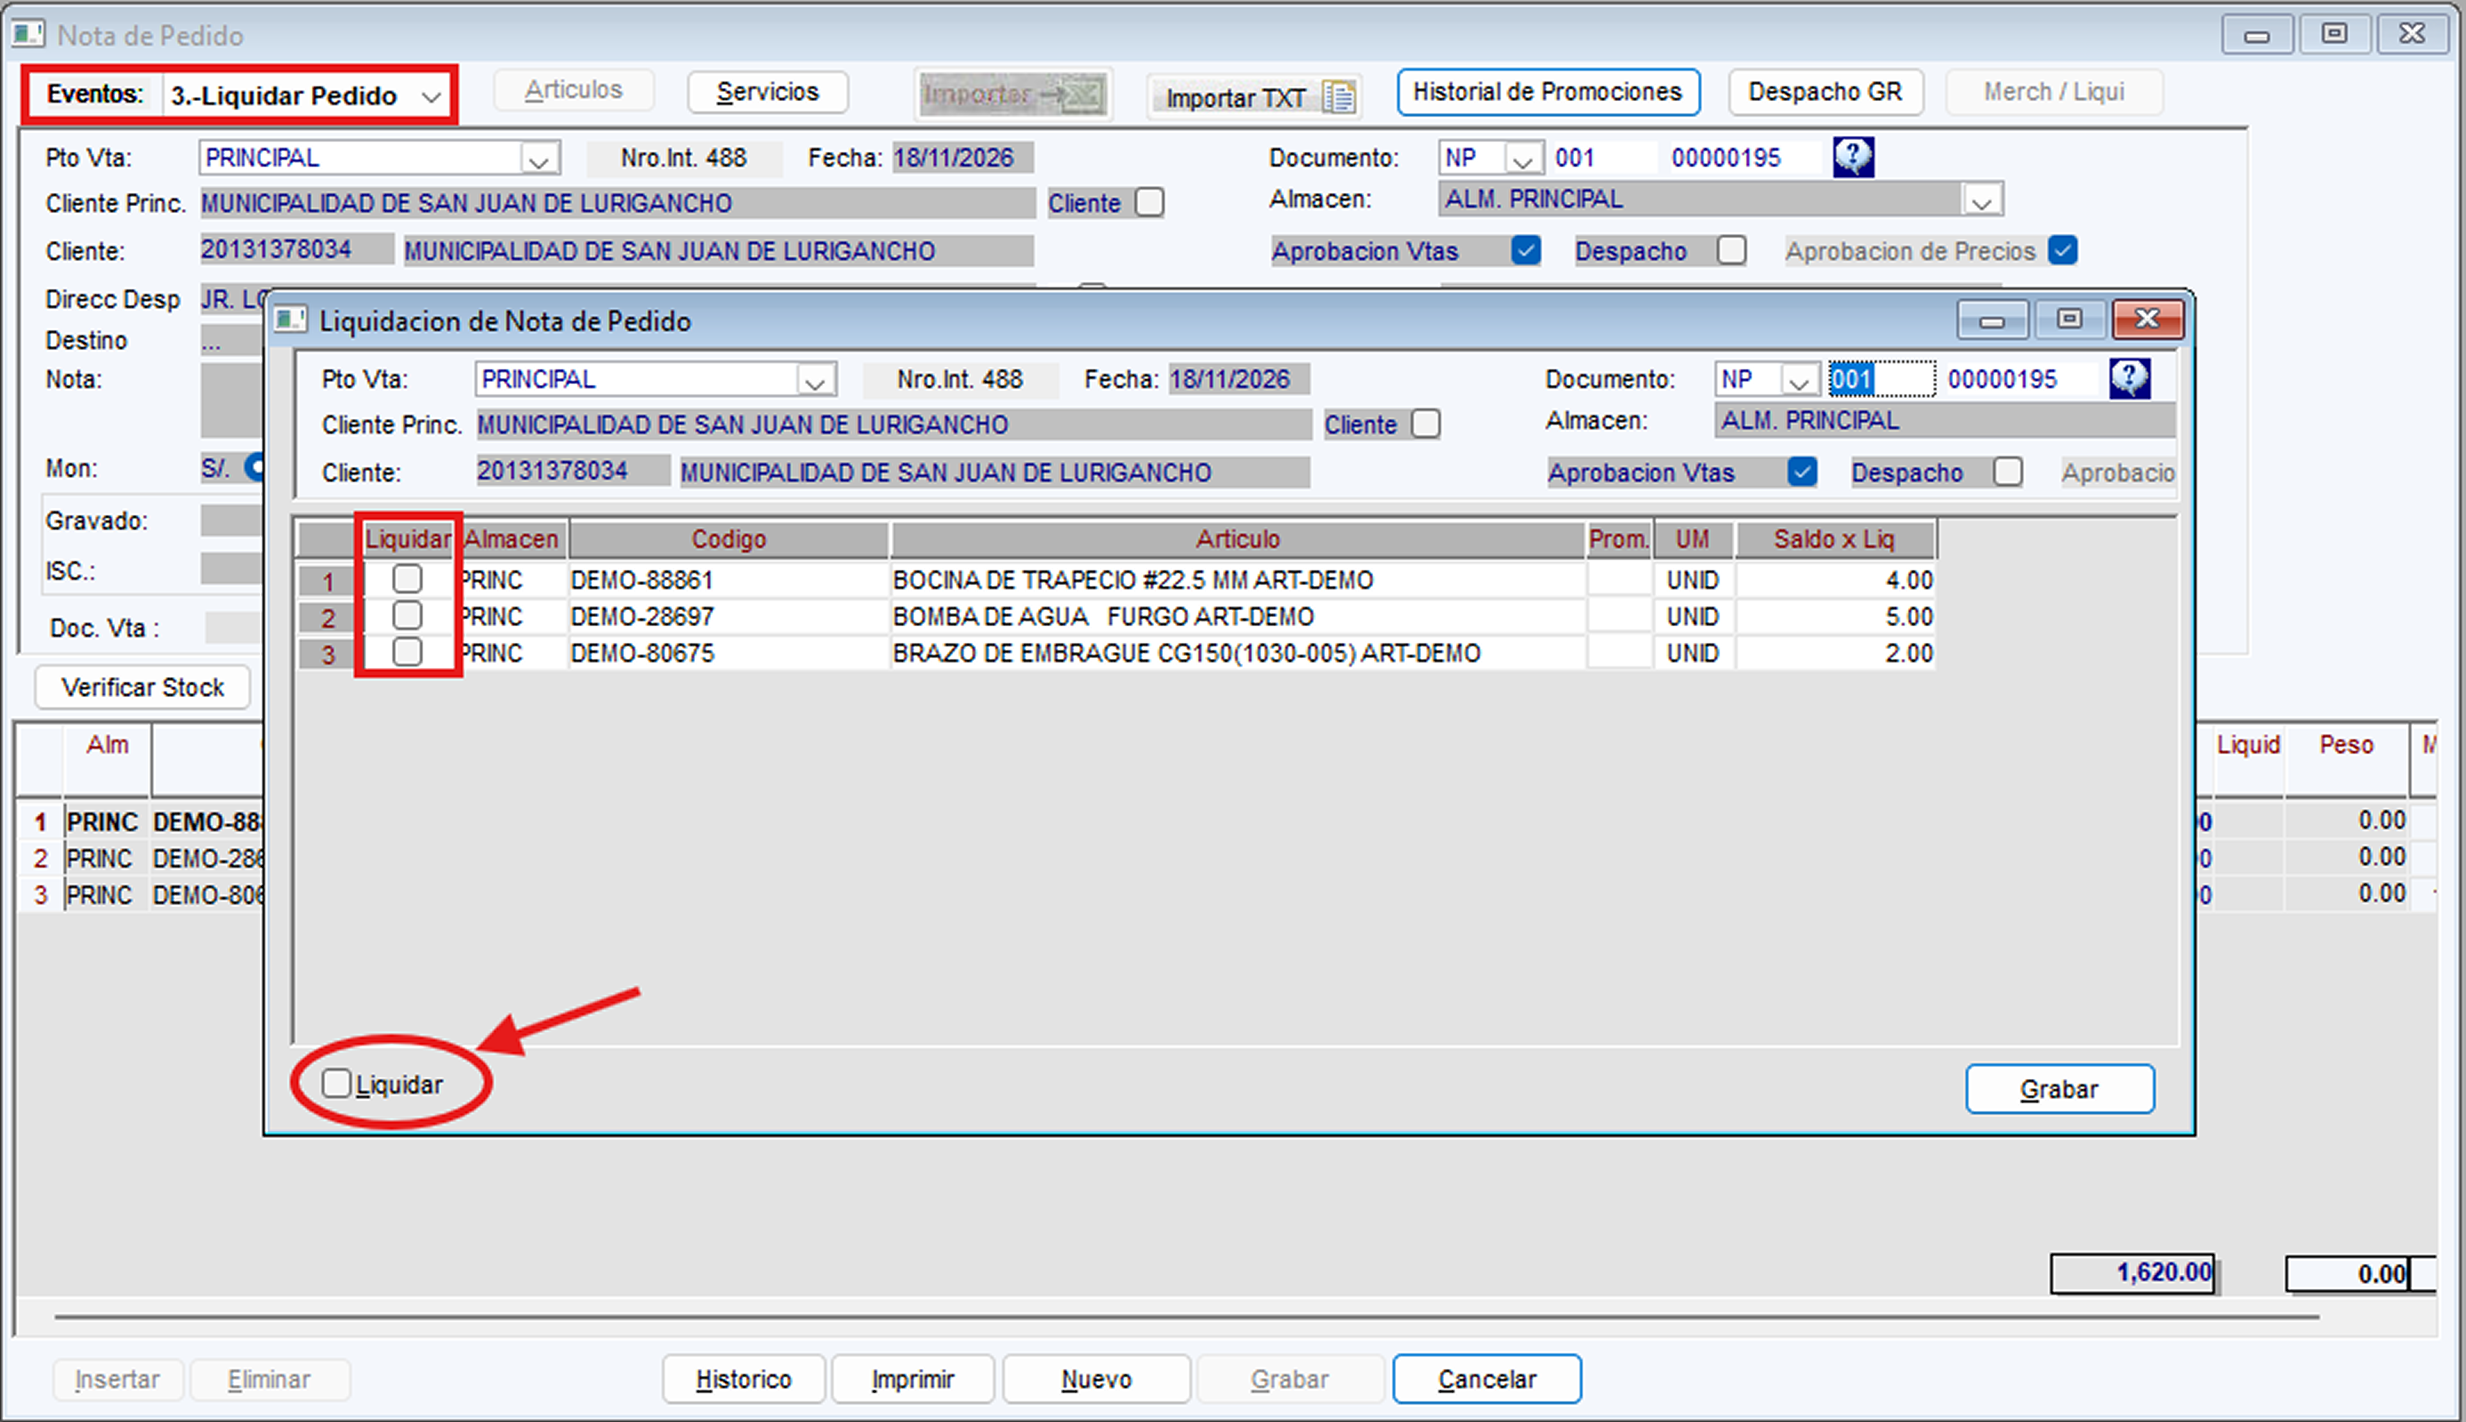 Nota de Pedido
Eventos: 3.-Liquidar Pedido Articulos Servicios Importar Importar TXT Historial de Promociones Despacho GR Merch / Liqui
Pto Vta: PRINCIPAL Nro.Int. 488 Fecha: 18/11/2026 Documento: NP 001 00000195
Cliente Princ. MUNICIPALIDAD DE SAN JUAN DE LURIGANCHO Cliente Almacen: ALM. PRINCIPAL
Cliente: 20131378034 MUNICIPALIDAD DE SAN JUAN DE LURIGANCHO Aprobacion Vtas Despacho Aprobacion de Precios
Direcc Desp JR.
Destino ...
Nota:
Mon: S/.
Gravado:
ISC.:
Doc. Vta :
Verificar Stock
Liquidacion de Nota de Pedido
Pto Vta: PRINCIPAL Nro.Int. 488 Fecha: 18/11/2026 Documento: NP 001 00000195
Cliente Princ. MUNICIPALIDAD DE SAN JUAN DE LURIGANCHO Cliente Almacen: ALM. PRINCIPAL
Cliente: 20131378034 MUNICIPALIDAD DE SAN JUAN DE LURIGANCHO Aprobacion Vtas Despacho Aprobacio
Liquidar Almacen Codigo Articulo Prom. UM Saldo x Liq
1 PRINC DEMO-88861 BOCINA DE TRAPECIO #22.5 MM ART-DEMO UNID 4.00
2 PRINC DEMO-28697 BOMBA DE AGUA FURGO ART-DEMO UNID 5.00
3 PRINC DEMO-80675 BRAZO DE EMBRAGUE CG150(1030-005) ART-DEMO UNID 2.00
Liquidar Grabar
Alm Liquid Peso
1 PRINC DEMO-88 0.00
2 PRINC DEMO-28 0.00
3 PRINC DEMO-80 0.00
1,620.00 0.00
Insertar Eliminar Historico Imprimir Nuevo Grabar Cancelar